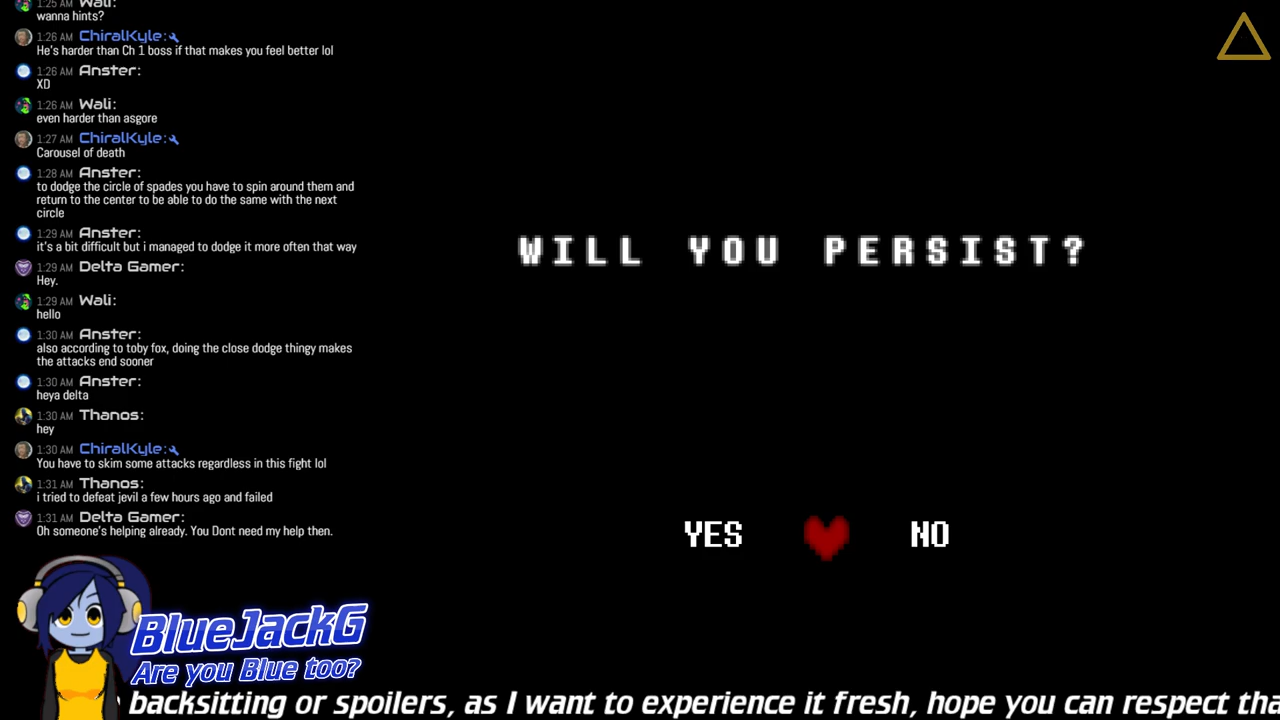 1:25 AM Wali:
wanna hints?
1:26 AM ChiralKyle:
He's harder than Ch 1 boss if that makes you feel better lol
1:26 AM Anster:
XD
1:26 AM Wali:
even harder than asgore
1:27 AM ChiralKyle:
Carousel of death
1:28 AM Anster:
to dodge the circle of spades you have to spin around them and
return to the center to be able to do the same with the next
circle
1:29 AM Anster:
it's a bit difficult but i managed to dodge it more often that way
1:29 AM Delta Gamer:
Hey.
1:29 AM Wali:
hello
1:30 AM Anster:
also according to toby fox, doing the close dodge thingy makes
the attacks end sooner
1:30 AM Anster:
heya delta
1:30 AM Thanos:
hey
1:30 AM ChiralKyle:
You have to skim some attacks regardless in this fight lol
1:31 AM Thanos:
i tried to defeat jevil a few hours ago and failed
1:31 AM Delta Gamer:
Oh someone's helping already. You Dont need my help then.
WILL YOU PERSIST?
YES NO
BlueJackG
Are you Blue too?
backsitting or spoilers, as I want to experience it fresh, hope you can respect tha